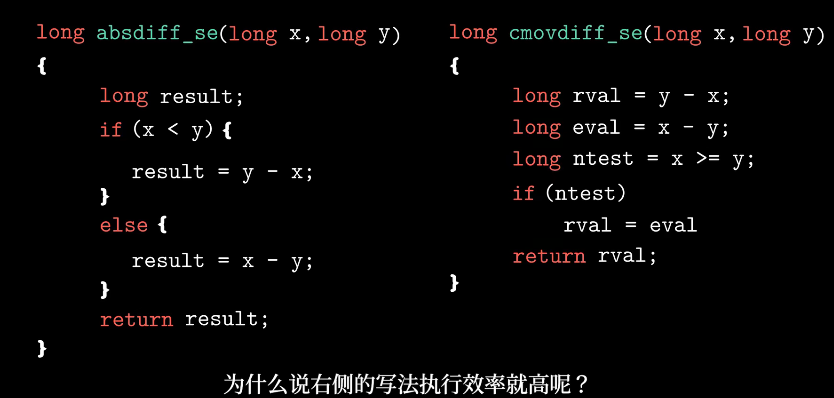 long absdiff_se(long x, long y)
{
long result;
if (x < y) {
result = y - x;
}
else {
result = x - y;
}
return result;
}
long cmovdiff_se(long x, long y)
{
long rval = y - x;
long eval = x - y;
long ntest = x >= y;
if (ntest)
rval = eval
return rval;
}
为什么说右侧的写法执行效率就高呢？